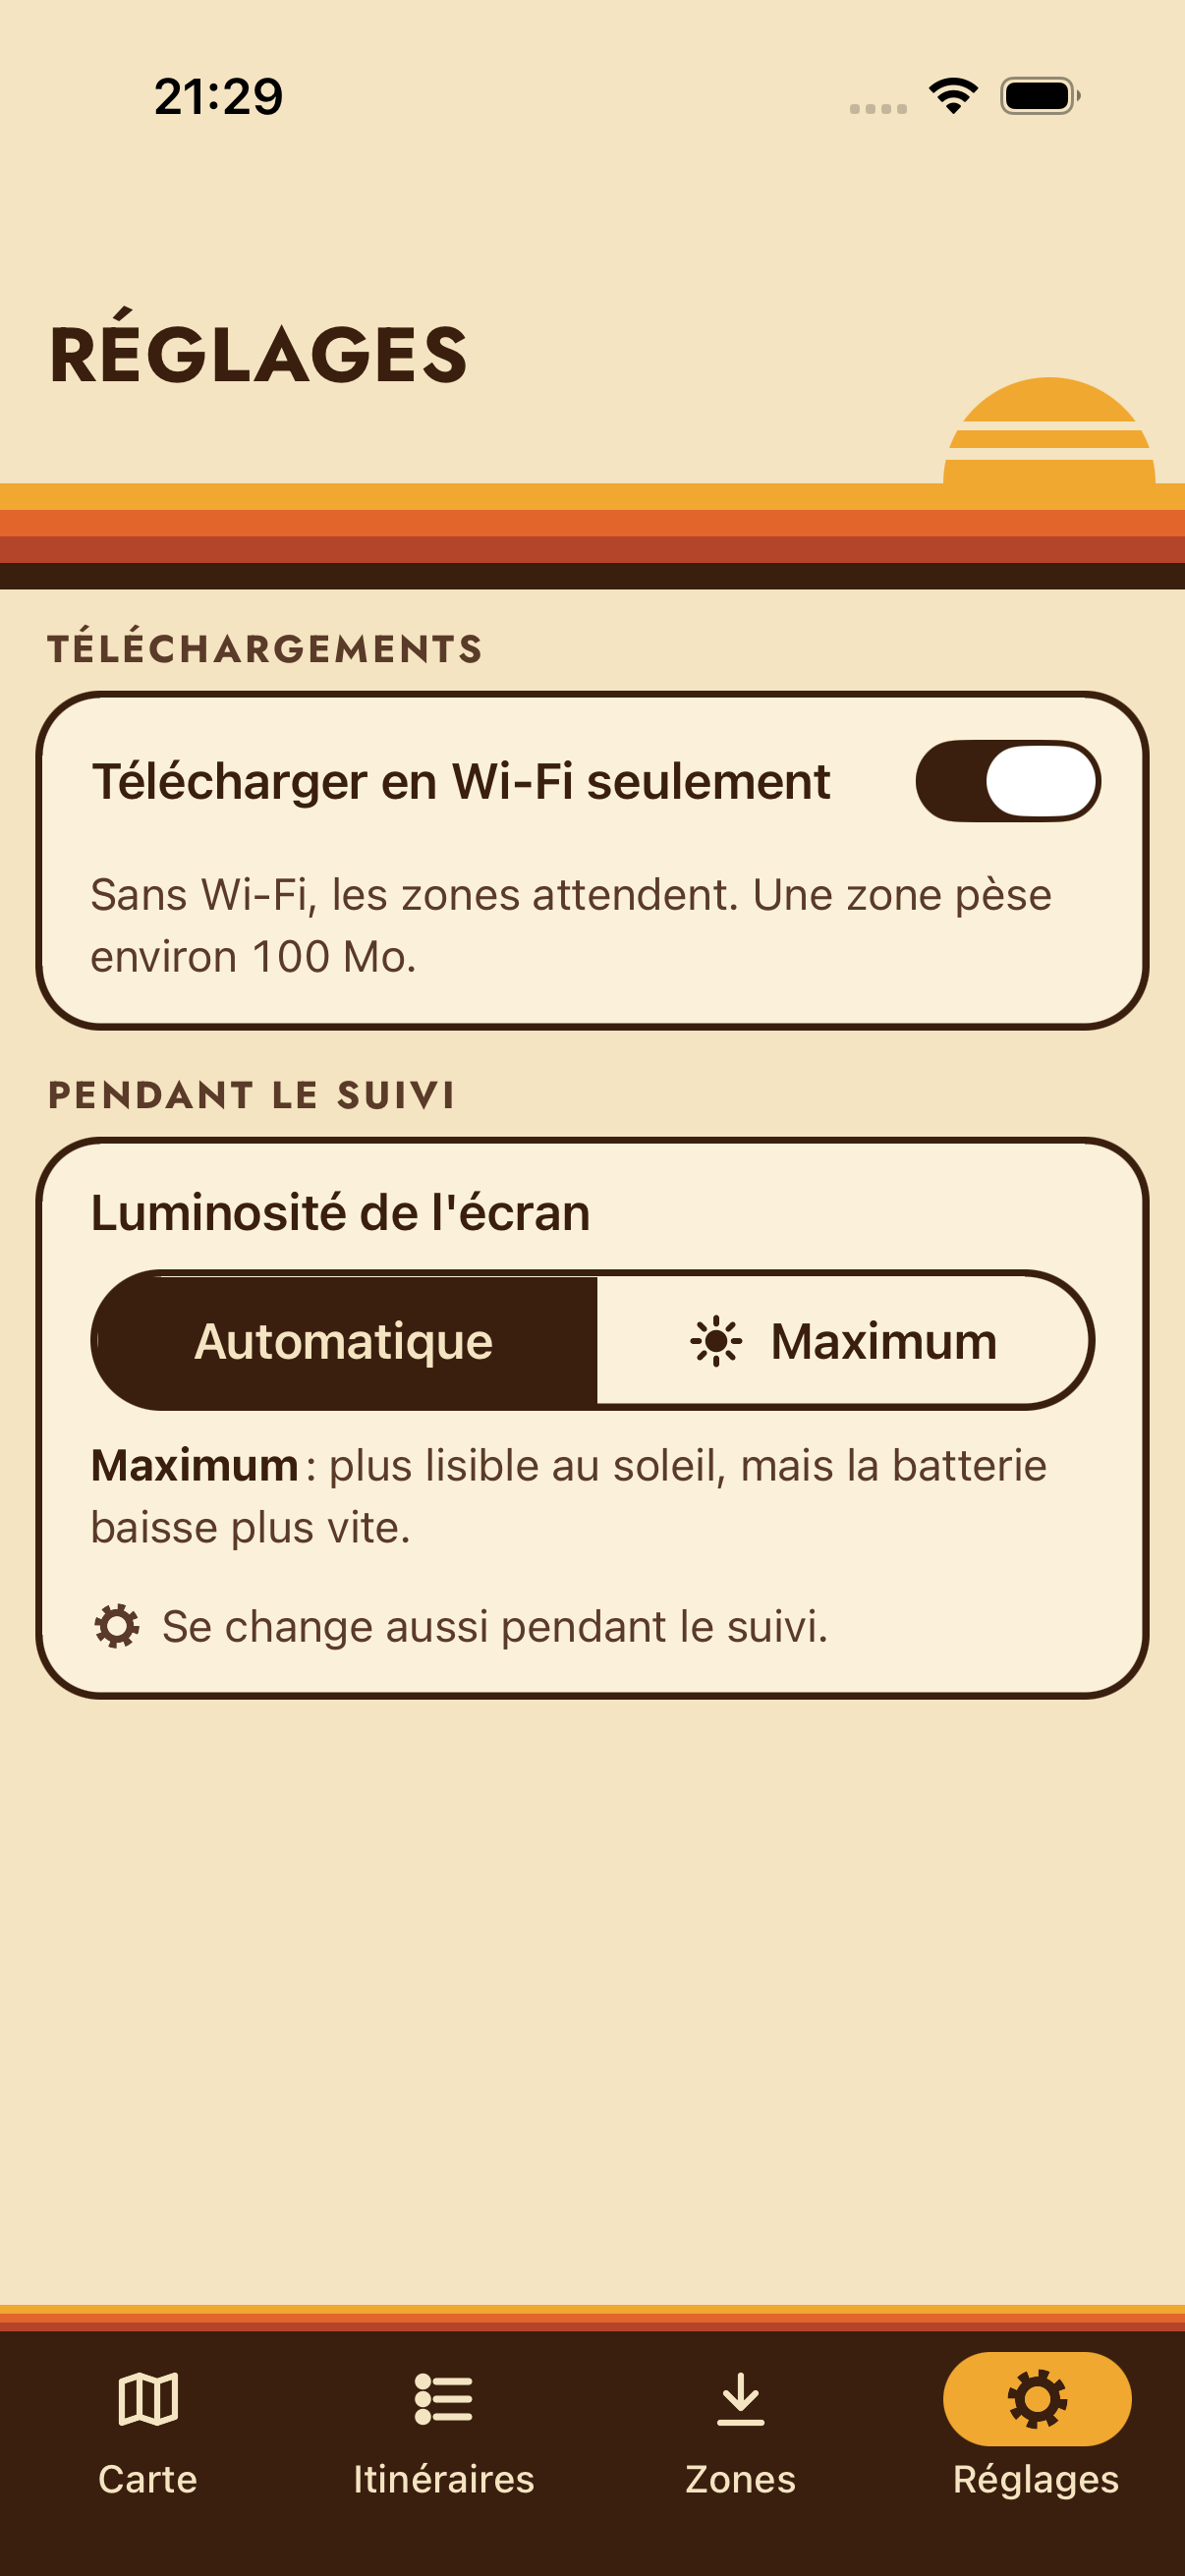 21:29
RÉGLAGES
TÉLÉCHARGEMENTS
Télécharger en Wi-Fi seulement
Sans Wi-Fi, les zones attendent. Une zone pèse
environ 100 Mo.
PENDANT LE SUIVI
Luminosité de l'écran
Automatique
Maximum
Maximum : plus lisible au soleil, mais la batterie
baisse plus vite.
Se change aussi pendant le suivi.
Carte
Itinéraires
Zones
Réglages